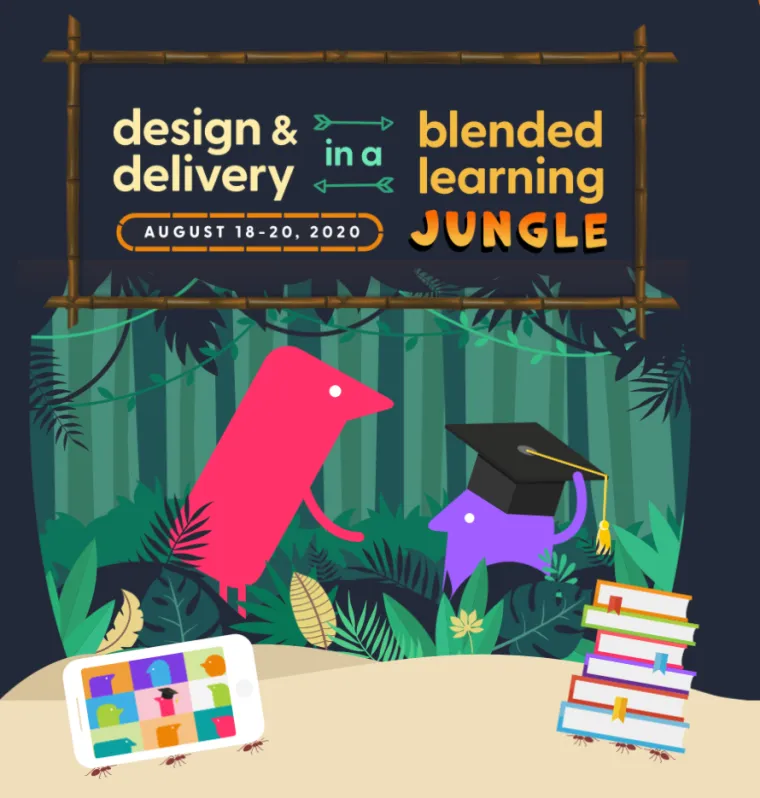 design &
delivery
in a
blended
learning
JUNGLE
AUGUST 18-20, 2020